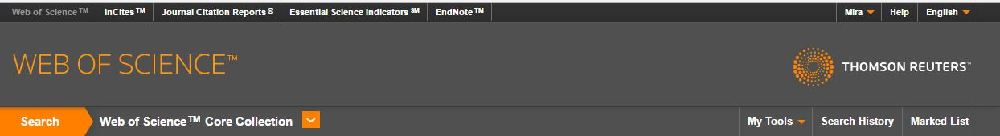 Web of Science™ InCites™ Journal Citation Reports® Essential Science Indicators℠ EndNote™ Mira Help English
WEB OF SCIENCE™
THOMSON REUTERS™
Search Web of Science™ Core Collection My Tools Search History Marked List